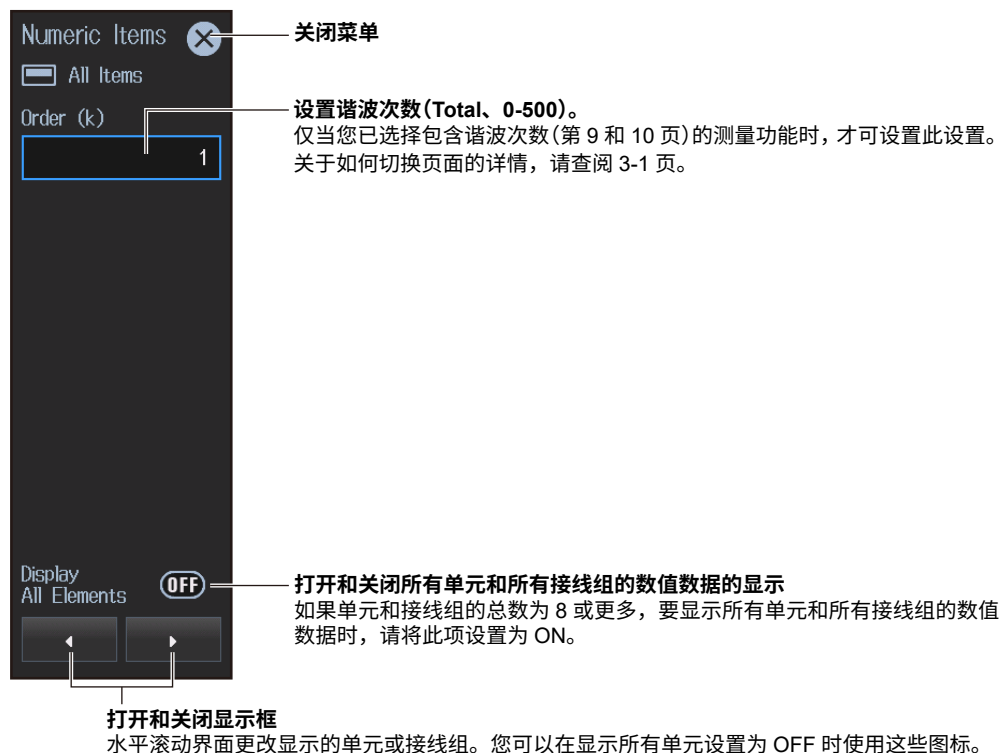 Numeric Items
关闭菜单
All Items
Order (k)
1
设置谐波次数（Total、0-500）。
仅当您已选择包含谐波次数（第 9 和 10 页）的测量功能时，才可设置此设置。
关于如何切换页面的详情，请查阅 3-1 页。
Display
All Elements
OFF
打开和关闭所有单元和所有接线组的数值数据的显示
如果单元和接线组的总数为 8 或更多，要显示所有单元和所有接线组的数值
数据时，请将此项设置为 ON。
打开和关闭显示框
水平滚动界面更改显示的单元或接线组。您可以在显示所有单元设置为 OFF 时使用这些图标。